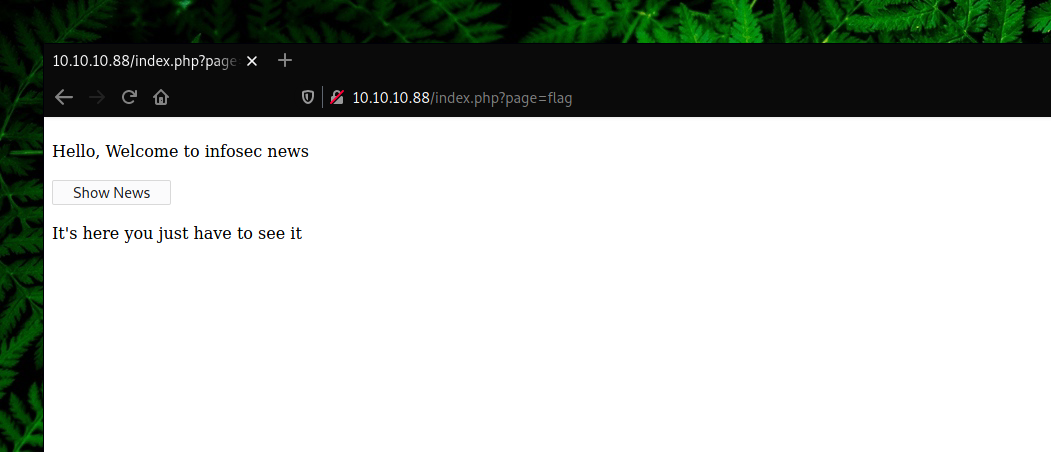 10.10.10.88/index.php?page
10.10.10.88/index.php?page=flag
Hello, Welcome to infosec news
Show News
It's here you just have to see it